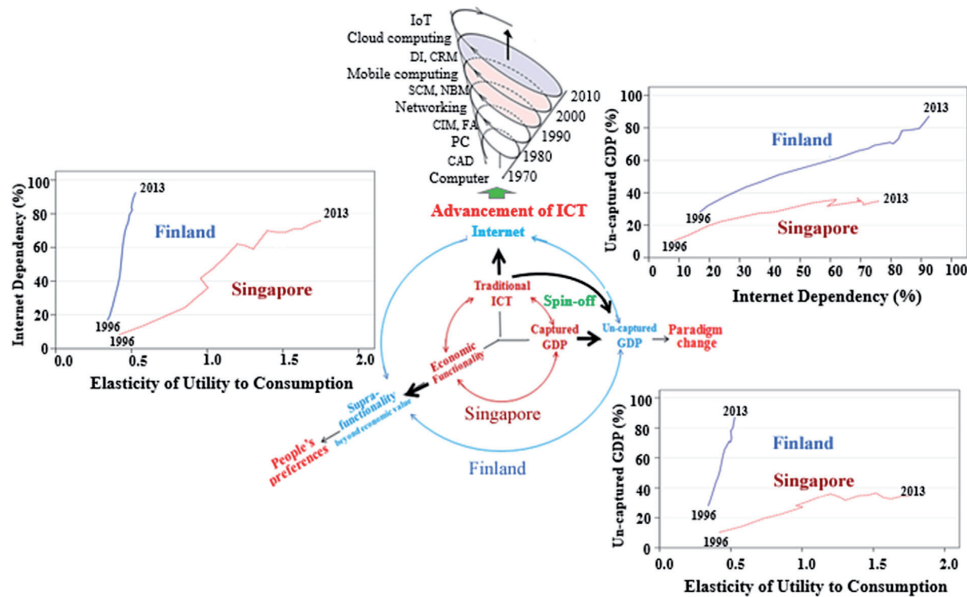 IoT
Cloud computing
DI, CRM
Mobile computing
SCM, NBM
Networking
CIM, FA
PC
CAD
Computer
2010
2000
1990
1980
1970
Advancement of ICT
Internet
Traditional
ICT
Spin-off
Captured
GDP
Un-captured
GDP
Paradigm
change
Economic
Functionality
Supra-
functionality
beyond economic value
People's
preferences
Singapore
Finland
Internet Dependency (%)
100
80
60
40
20
0
2013
Finland
2013
Singapore
1996
1996
0.0
0.5
1.0
1.5
2.0
Elasticity of Utility to Consumption
Un-captured GDP (%)
100
80
60
40
20
0
2013
Finland
1996
2013
Singapore
1996
0 10 20 30 40 50 60 70 80 90 100
Internet Dependency (%)
Un-captured GDP (%)
100
80
60
40
20
0
2013
Finland
Singapore
2013
1996
1996
0.0
0.5
1.0
1.5
2.0
Elasticity of Utility to Consumption